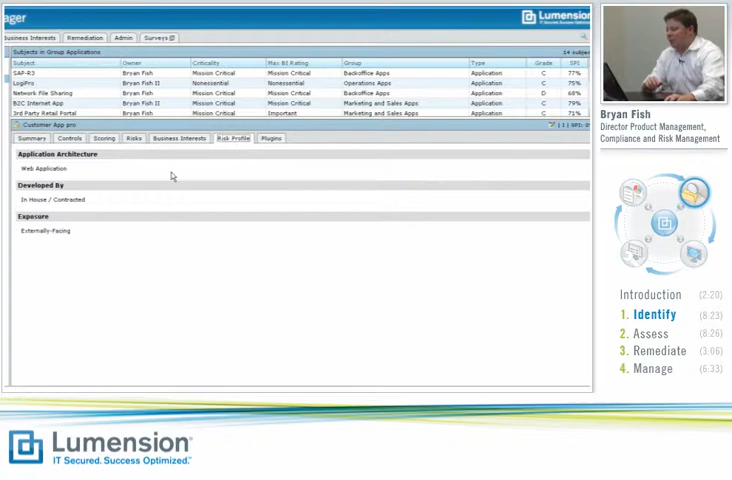 ager
Lumension
Business Interests Remediation Admin Surveys
Subjects in Group Applications 14 subjec
Subject Owner Criticality Max BI Rating Group Type Grade SPI
SAP-R3 Bryan Fish Mission Critical Mission Critical Backoffice Apps Application C 77%
LogiPro Bryan Fish II Nonessential Nonessential Operations Apps Application C 75%
Network File Sharing Bryan Fish Mission Critical Mission Critical Backoffice Apps Application D 68%
B2C Internet App Bryan Fish II Mission Critical Mission Critical Marketing and Sales Apps Application C 79%
3rd Party Retail Portal Bryan Fish Mission Critical Important Marketing and Sales Apps Application C 71%
Customer App pro
Summary Controls Scoring Risks Business Interests Risk Profile Plugins
Application Architecture
Web Application
Developed By
In House / Contracted
Exposure
Externally-Facing
Bryan Fish
Director Product Management,
Compliance and Risk Management
Introduction (2:20)
1. Identify (8:23)
2. Assess (8:26)
3. Remediate (3:06)
4. Manage (6:33)
Lumension
IT Secured. Success Optimized.™